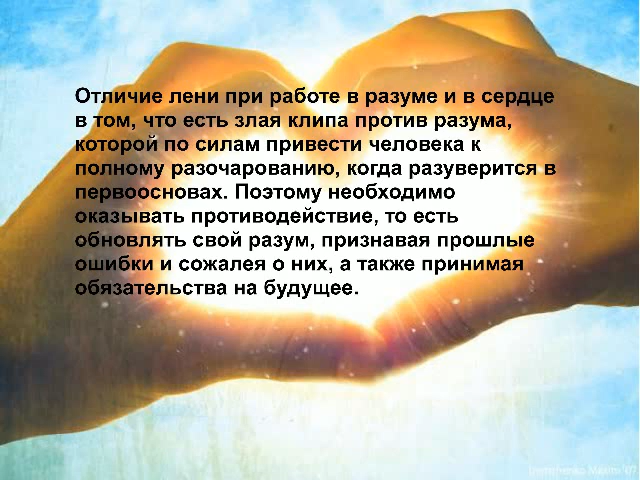 Отличие лени при работе в разуме и в сердце
в том, что есть злая клипа против разума,
которой по силам привести человека к
полному разочарованию, когда разуверится в
первоосновах. Поэтому необходимо
оказывать противодействие, то есть
обновлять свой разум, признавая прошлые
ошибки и сожалея о них, а также принимая
обязательства на будущее.